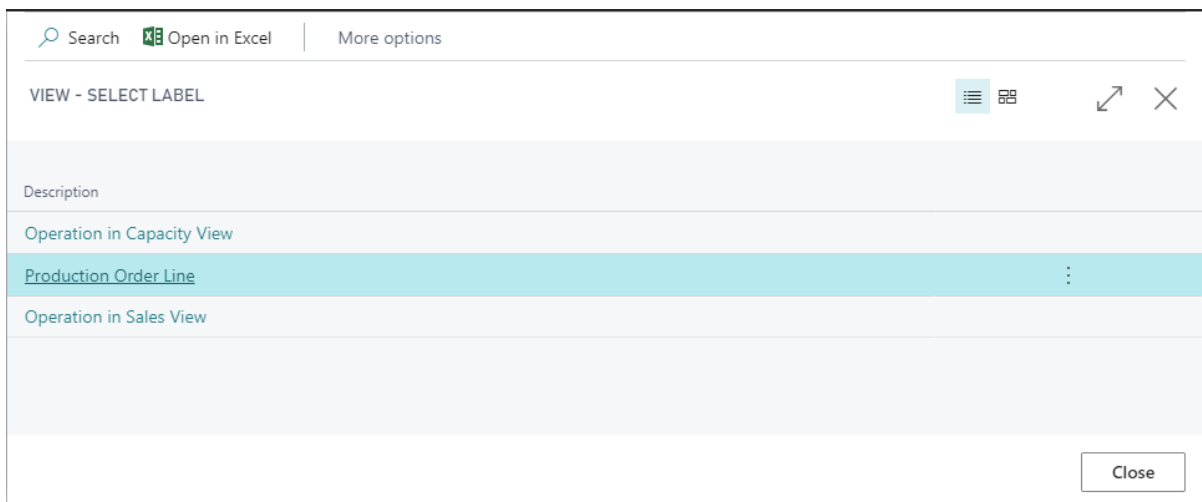 Search Open in Excel More options
VIEW - SELECT LABEL
Description
Operation in Capacity View
Production Order Line
Operation in Sales View
Close